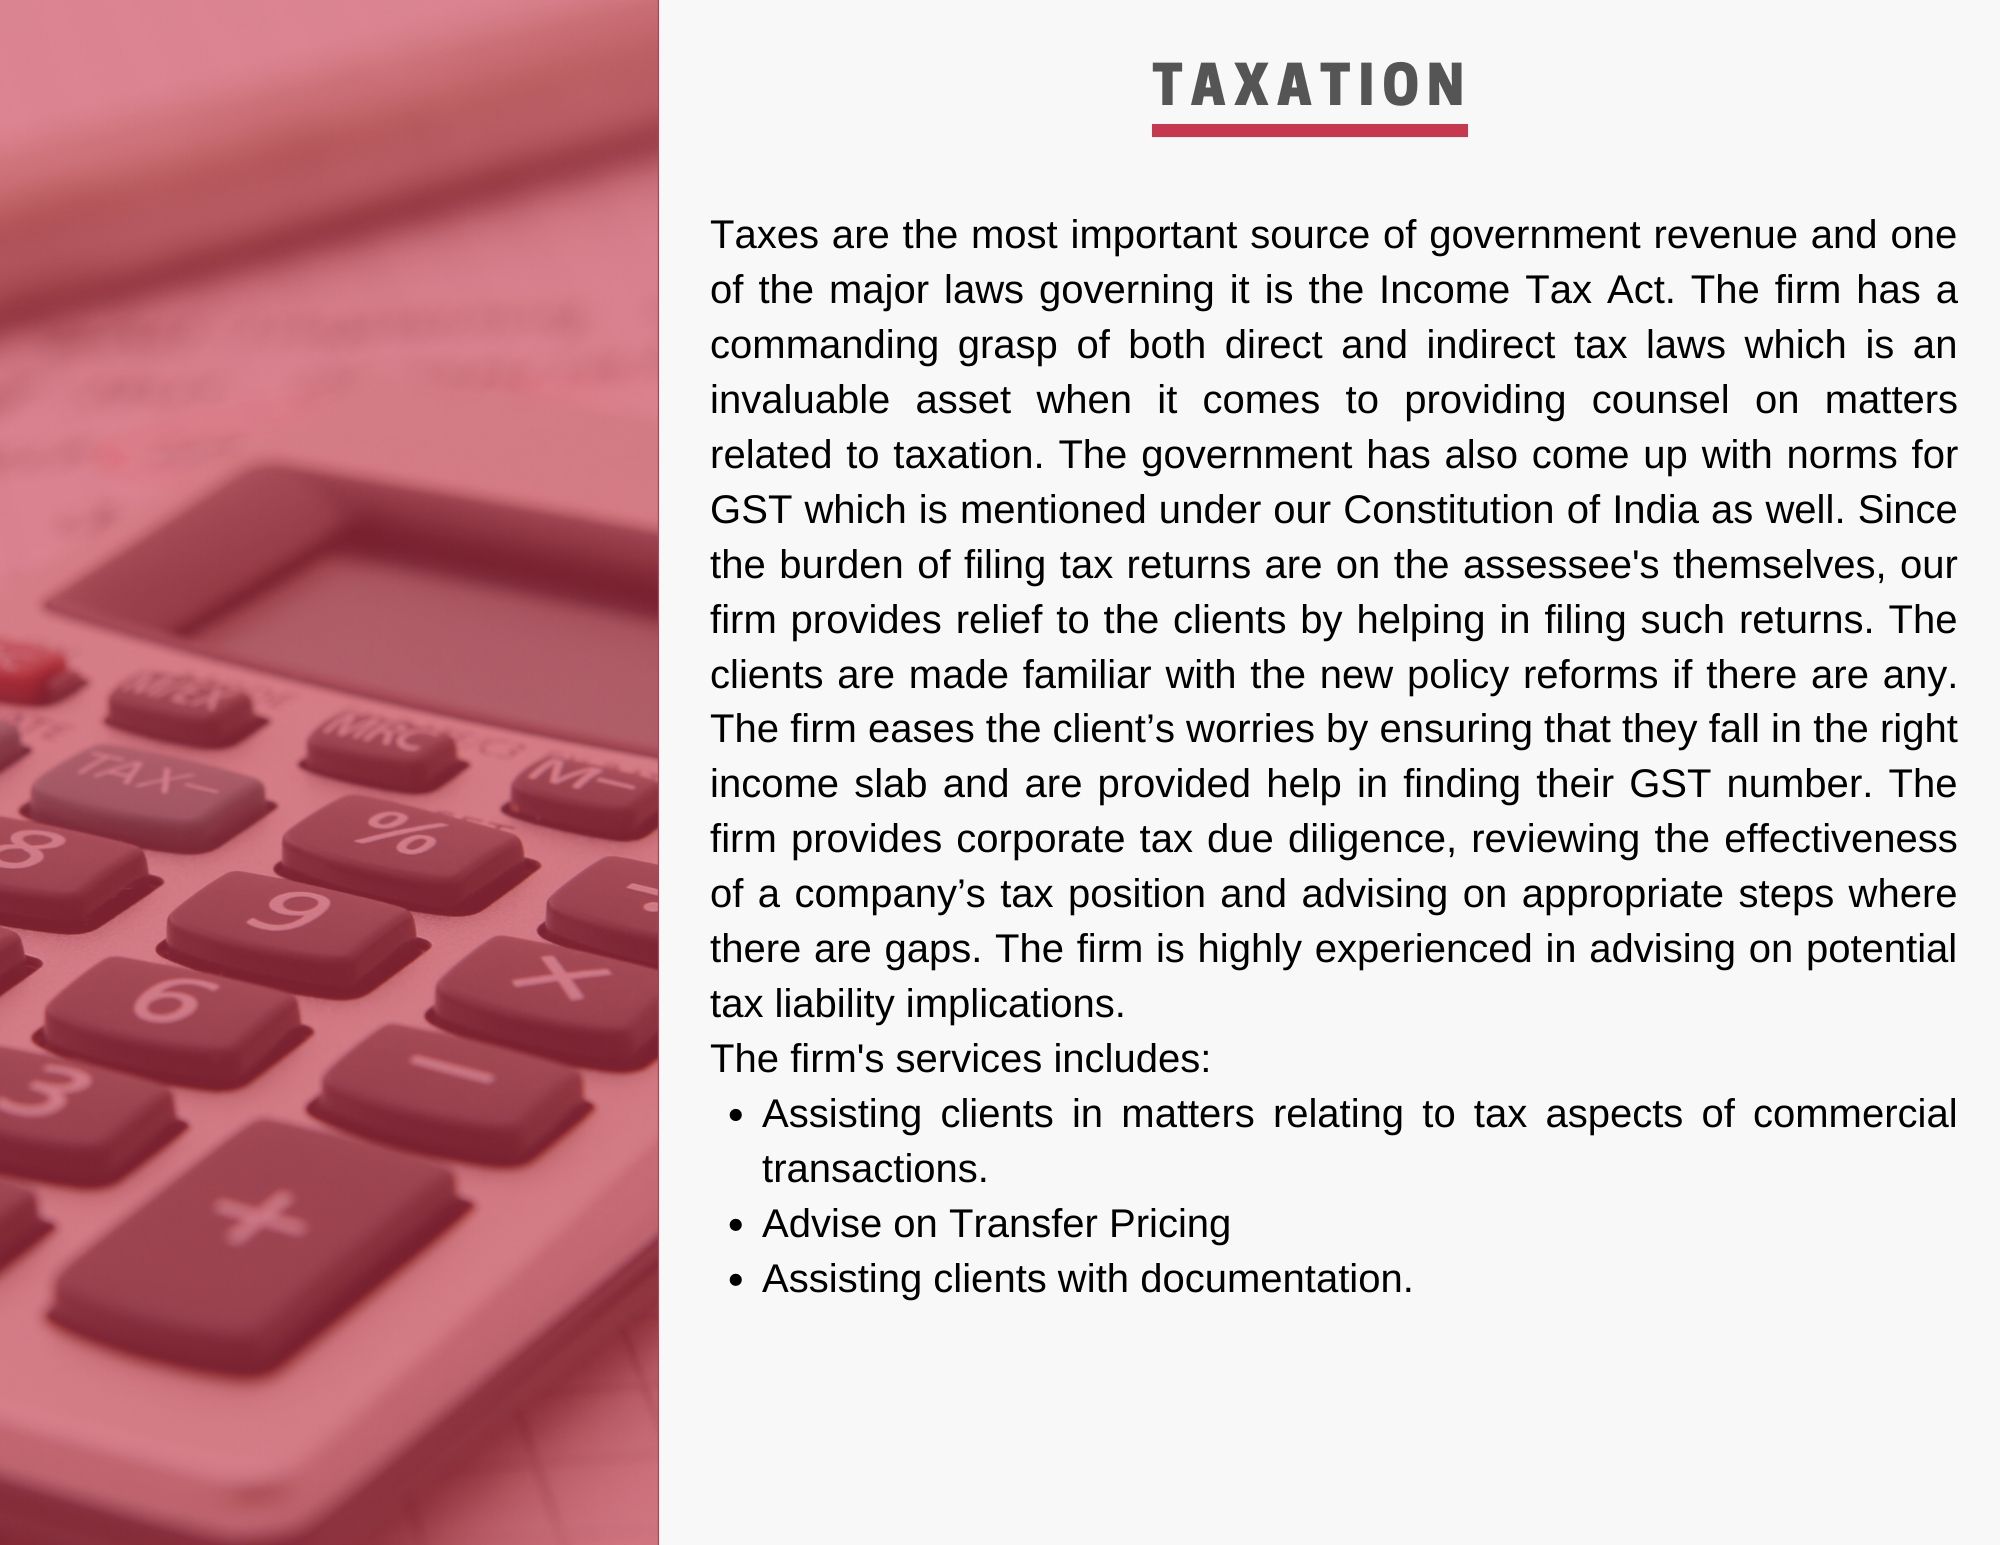 TAXATION
Taxes are the most important source of government revenue and one
of the major laws governing it is the Income Tax Act. The firm has a
commanding grasp of both direct and indirect tax laws which is an
invaluable asset when it comes to providing counsel on matters
related to taxation. The government has also come up with norms for
GST which is mentioned under our Constitution of India as well. Since
the burden of filing tax returns are on the assessee's themselves, our
firm provides relief to the clients by helping in filing such returns. The
clients are made familiar with the new policy reforms if there are any.
The firm eases the client’s worries by ensuring that they fall in the right
income slab and are provided help in finding their GST number. The
firm provides corporate tax due diligence, reviewing the effectiveness
of a company’s tax position and advising on appropriate steps where
there are gaps. The firm is highly experienced in advising on potential
tax liability implications.
The firm's services includes:
• Assisting clients in matters relating to tax aspects of commercial
transactions.
• Advise on Transfer Pricing
• Assisting clients with documentation.
MRC M–
TAX–
8 %
9
6 ×
3 –
+